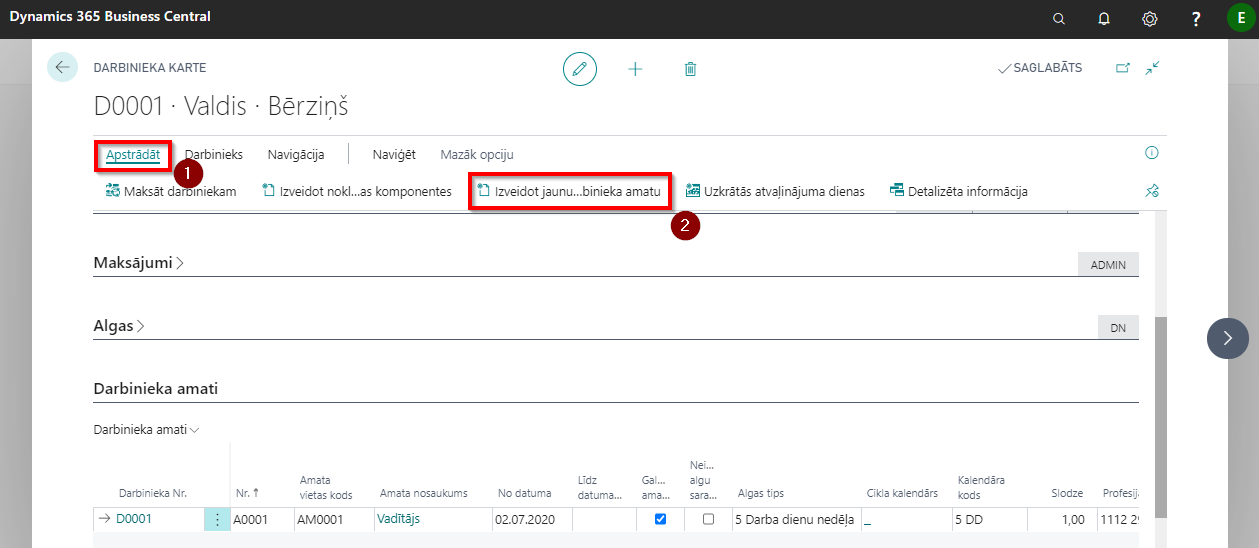 Dynamics 365 Business Central
?
E
DARBINIEKA KARTE
SAGLABĀTS
D0001 · Valdis · Bērziņš
Apstrādāt
Darbinieks
Navigācija
Naviģēt
Mazāk opciju
1
Maksāt darbiniekam
Izveidot nokl...as komponentes
Izveidot jaunu...binieka amatu
Uzkrātās atvaļinājuma dienas
Detalizēta informācija
2
Maksājumi
ADMIN
Algas
DN
Darbinieka amati
Darbinieka amati
Darbinieka Nr.
Nr. ↑
Amata
vietas kods
Amata nosaukums
No datuma
Līdz
datuma...
Gal...
ama...
Nei...
algu
sara...
Algas tips
Cikla kalendārs
Kalendāra
kods
Slodze
Profesij
D0001
A0001
AM0001
Vadītājs
02.07.2020
5 Darba dienu nedēļa
_
5 DD
1,00
1112 29